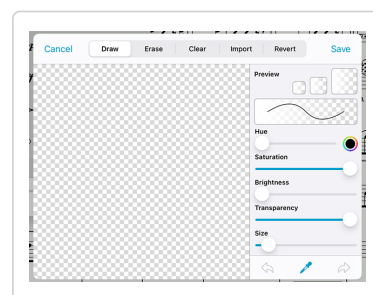 Cancel Draw Erase Clear Import Revert Save
Preview
Hue
Saturation
Brightness
Transparency
Size